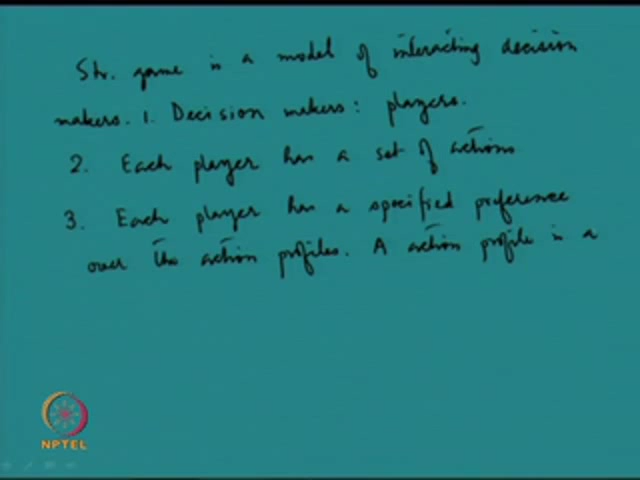 Str. game is a model of interacting decision
makers. 1. Decision makers: players.
2. Each player has a set of actions
3. Each player has a specified preference
over the action profiles. A action profile is a
NPTEL